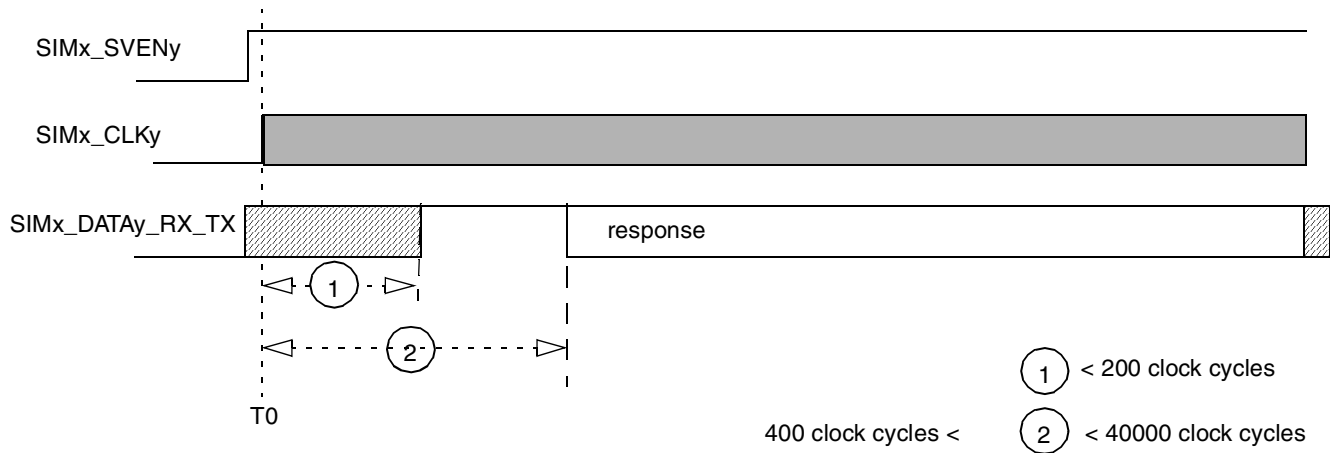 SIMx_SVENy
SIMx_CLKy
SIMx_DATAy_RX_TX
response
1
2
T0
1 < 200 clock cycles
400 clock cycles < 2 < 40000 clock cycles